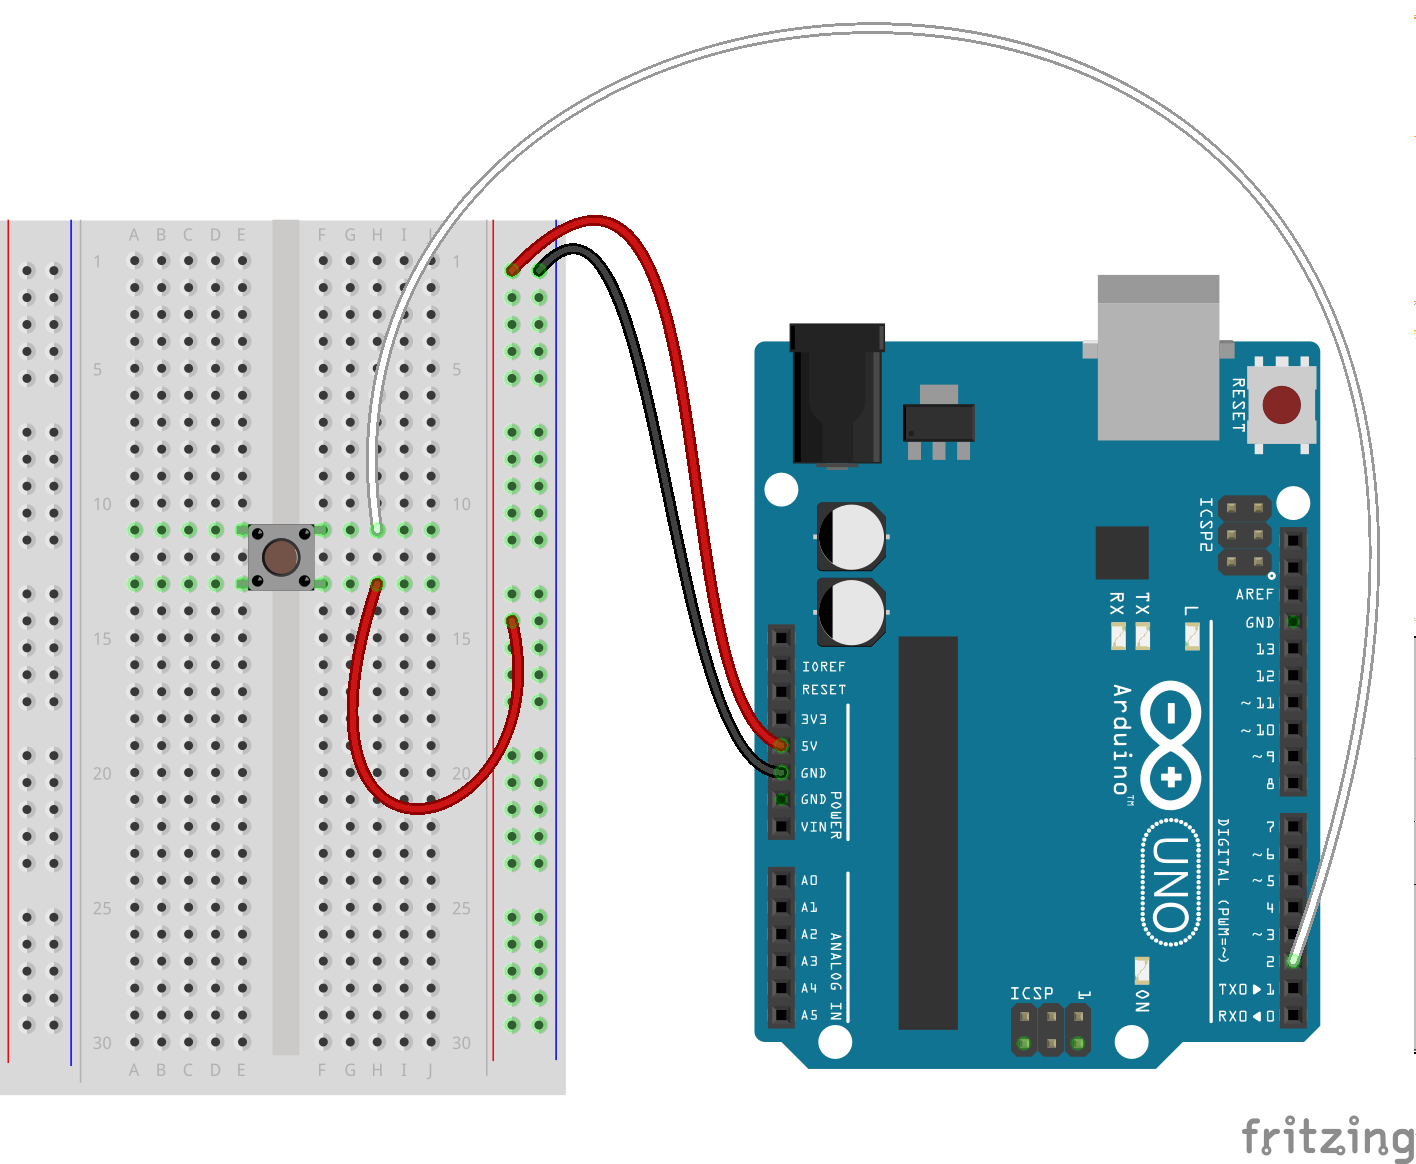 A B C D E F G H I J
1 1
5 5
10 10
15 15
20 20
25 25
30 30
A B C D E F G H I J
RESET
ICSP2
AREF
GND
13
12
~11
~10
~9
8
7
~6
~5
4
~3
2
TX0▶1
RX0◀0
DIGITAL (PWM=~)
RX TX L
Arduino™
UNO
ON
ICSP 1
IOREF
RESET
3V3
5V
GND
GND
VIN
POWER
A0
A1
A2
A3
A4
A5
ANALOG IN
fritzing